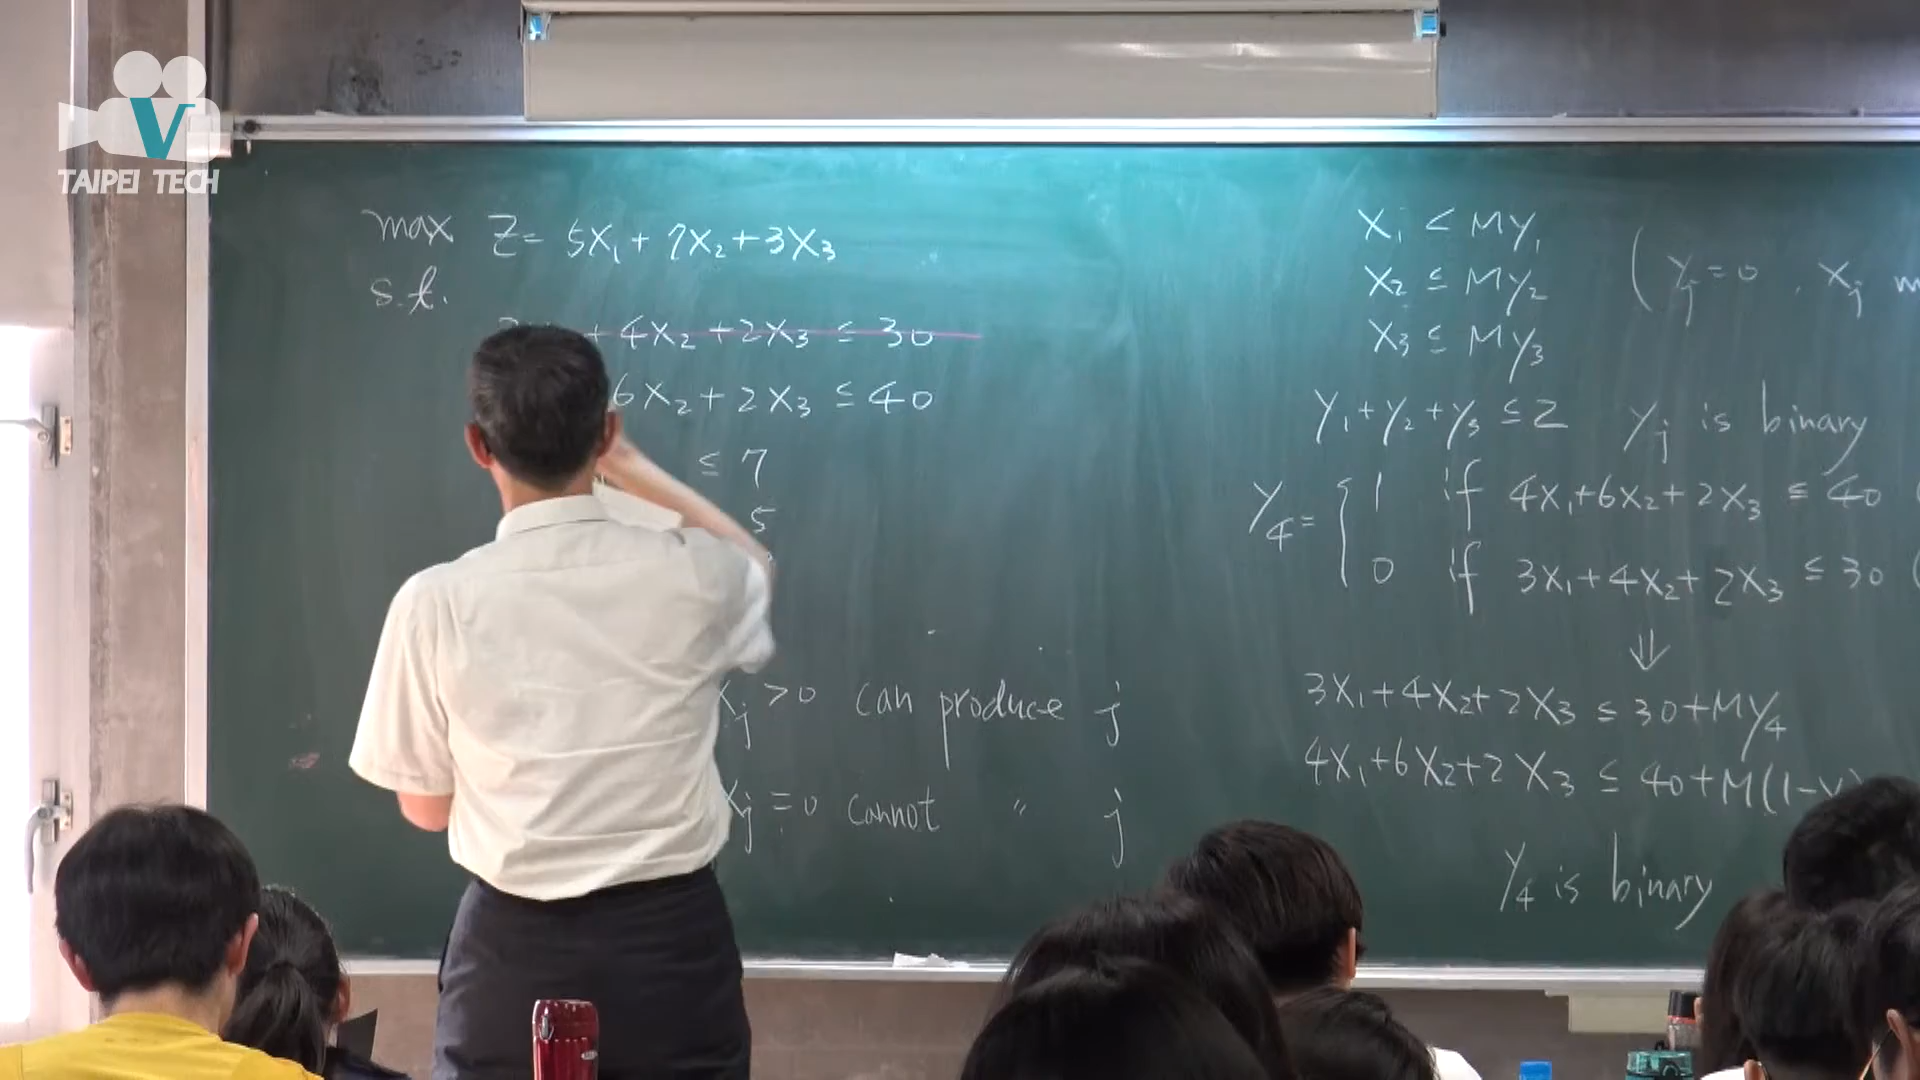 V
TAIPEI TECH
max Z= 5X₁ + 7X₂ + 3X₃
s.t.
+ 4X₂ + 2X₃ ≤ 30
6X₂ + 2X₃ ≤ 40
≤ 7
5
Xj > 0 can produce j
Xj = 0 cannot 〃 j
X₁ ≤ MY₁
X₂ ≤ My₂ ( Yj = 0 , Xj
X₃ ≤ My₃
Y₁ + Y₂ + Y₃ ≤ 2 Yj is binary
Y₄ = { 1 if 4X₁ + 6X₂ + 2X₃ ≤ 40 (
0 if 3X₁ + 4X₂ + 2X₃ ≤ 30 (
⇓
3X₁ + 4X₂ + 2X₃ ≤ 30 + MY₄
4X₁ + 6X₂ + 2X₃ ≤ 40 + M(1 -
Y₄ is binary